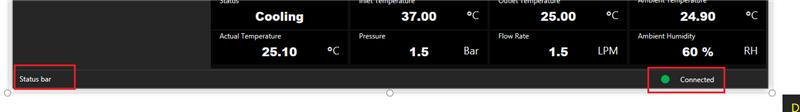 Status Inlet Temperature Outlet Temperature Ambient Temperature
Cooling 37.00 °C 25.00 °C 24.90 °C
Actual Temperature Pressure Flow Rate Ambient Humidity
25.10 °C 1.5 Bar 1.5 LPM 60 % RH
Status bar Connected
D